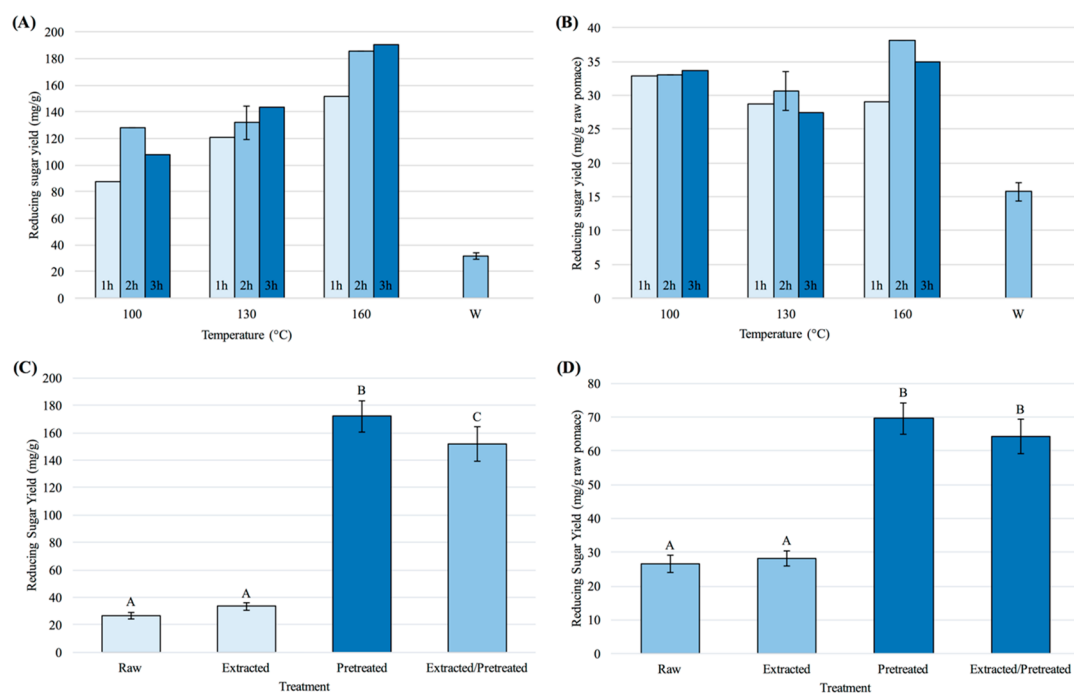 (A)
Reducing sugar yield (mg/g)
200
180
160
140
120
100
80
60
40
20
0
1h 2h 3h 1h 2h 3h 1h 2h 3h
100 130 160 W
Temperature (°C)
(B)
Reducing sugar yield (mg/g raw pomace)
40
35
30
25
20
15
10
5
0
1h 2h 3h 1h 2h 3h 1h 2h 3h
100 130 160 W
Temperature (°C)
(C)
Reducing Sugar Yield (mg/g)
200
180
160
140
120
100
80
60
40
20
0
A A B C
Raw Extracted Pretreated Extracted/Pretreated
Treatment
(D)
Reducing Sugar Yield (mg/g raw pomace)
80
70
60
50
40
30
20
10
0
A A B B
Raw Extracted Pretreated Extracted/Pretreated
Treatment